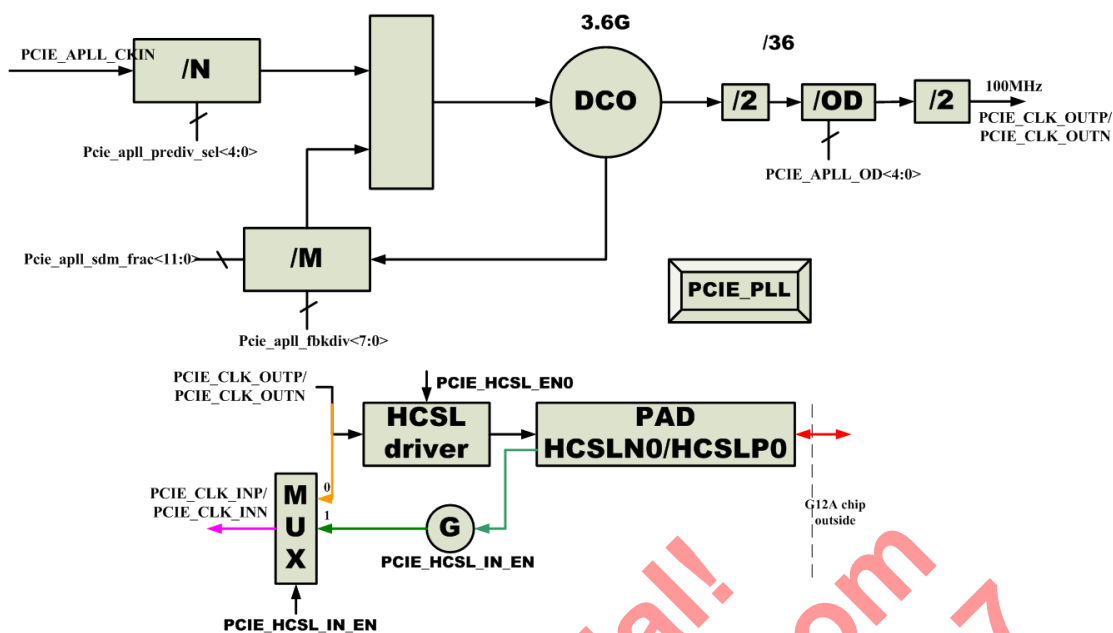 3.6G
/36
PCIE_APLL_CKIN
/N
DCO
/2
/OD
/2
100MHz
PCIE_CLK_OUTP/
PCIE_CLK_OUTN
Pcie_apll_prediv_sel<4:0>
PCIE_APLL_OD<4:0>
Pcie_apll_sdm_frac<11:0>
/M
PCIE_PLL
Pcie_apll_fbkdiv<7:0>
PCIE_CLK_OUTP/
PCIE_CLK_OUTN
PCIE_HCSL_EN0
HCSL
driver
PAD
HCSLN0/HCSLP0
PCIE_CLK_INP/
PCIE_CLK_INN
0
1
M
U
X
G
G12A chip
outside
PCIE_HCSL_IN_EN
PCIE_HCSL_IN_EN